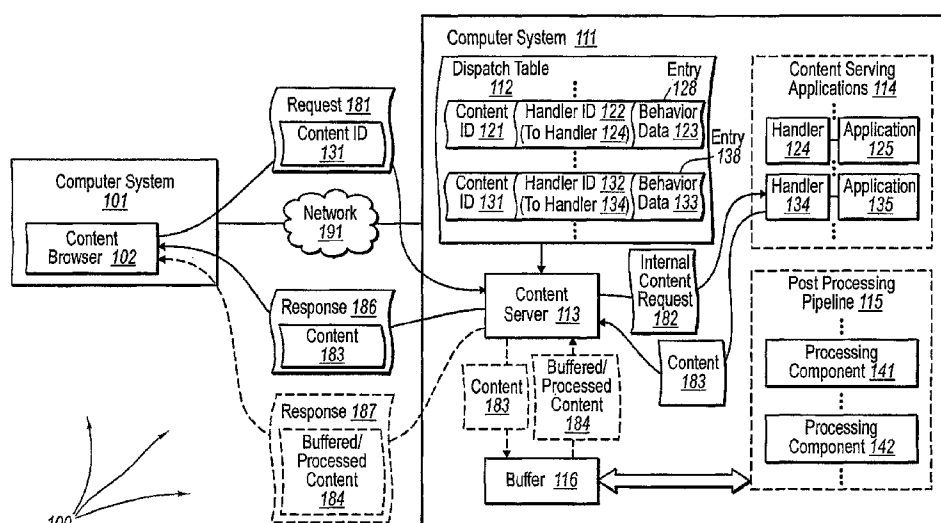 Computer System 111
Dispatch Table
112
Entry
128
Content
ID 121
Handler ID 122
(To Handler 124)
Behavior
Data 123
Entry
138
Content
ID 131
Handler ID 132
(To Handler 134)
Behavior
Data 133
Content Serving
Applications 114
Handler
124
Application
125
Handler
134
Application
135
Request 181
Content ID
131
Computer System
101
Content
Browser 102
Network
191
Response 186
Content
183
Response 187
Buffered/
Processed
Content
184
Content
Server 113
Internal
Content
Request
182
Content
183
Content
183
Buffered/
Processed
Content
184
Buffer 116
Post Processing
Pipeline 115
Processing
Component 141
Processing
Component 142
100